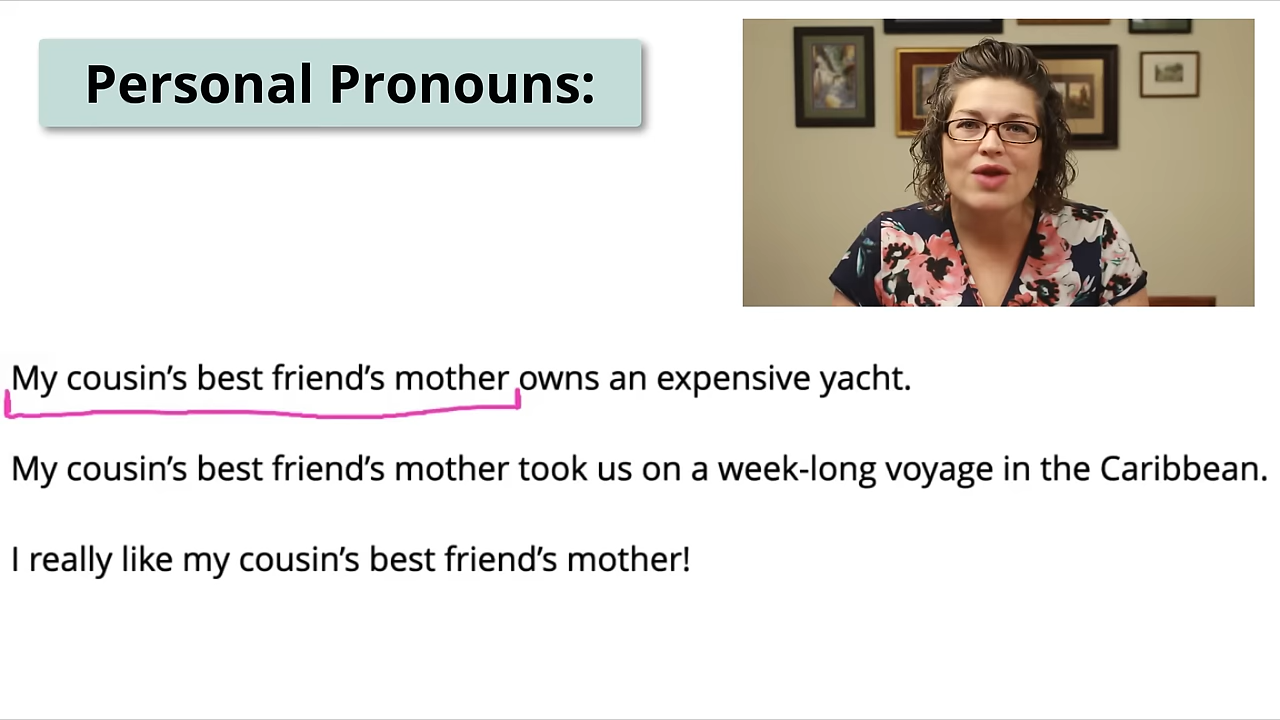 Personal Pronouns:
My cousin’s best friend’s mother owns an expensive yacht.
My cousin’s best friend’s mother took us on a week-long voyage in the Caribbean.
I really like my cousin’s best friend’s mother!